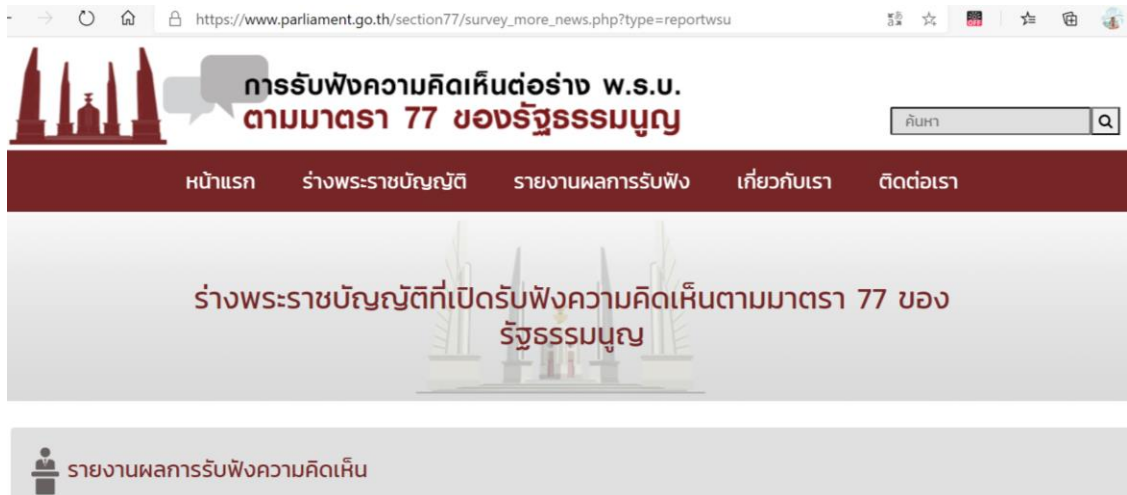 https://www.parliament.go.th/section77/survey_more_news.php?type=reportwsu
การรับฟังความคิดเห็นต่อร่าง พ.ร.บ.
ตามมาตรา 77 ของรัฐธรรมนูญ
ค้นหา
หน้าแรก ร่างพระราชบัญญัติ รายงานผลการรับฟัง เกี่ยวกับเรา ติดต่อเรา
ร่างพระราชบัญญัติที่เปิดรับฟังความคิดเห็นตามมาตรา 77 ของ
รัฐธรรมนูญ
รายงานผลการรับฟังความคิดเห็น